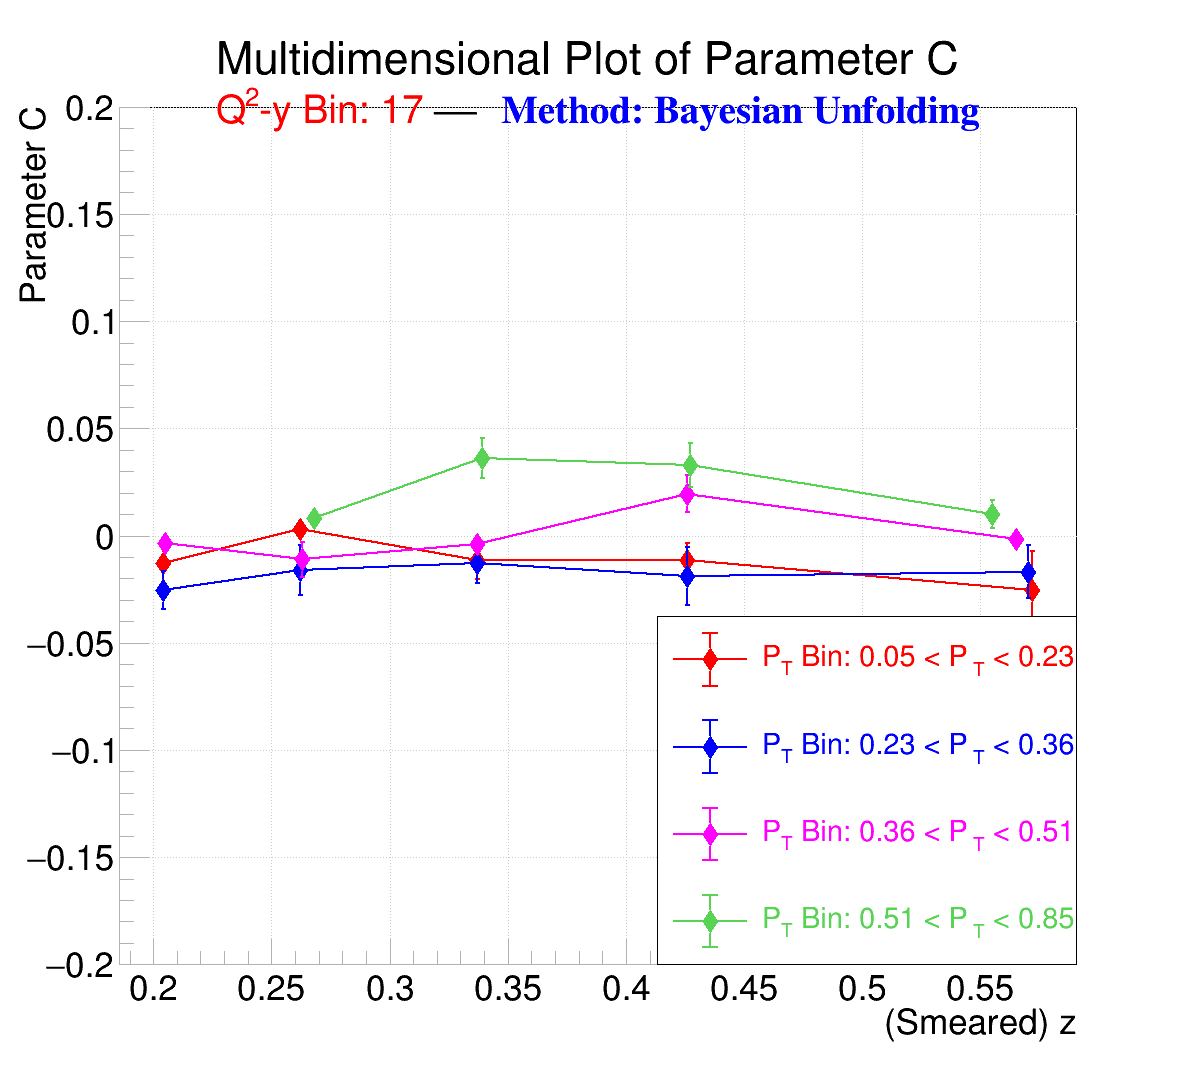 Multidimensional Plot of Parameter C
Q2-y Bin: 17 — Method: Bayesian Unfolding
Parameter C
0.2
0.15
0.1
0.05
0
−0.05
−0.1
−0.15
−0.2
PT Bin: 0.05 < PT < 0.23
PT Bin: 0.23 < PT < 0.36
PT Bin: 0.36 < PT < 0.51
PT Bin: 0.51 < PT < 0.85
0.2 0.25 0.3 0.35 0.4 0.45 0.5 0.55
(Smeared) z